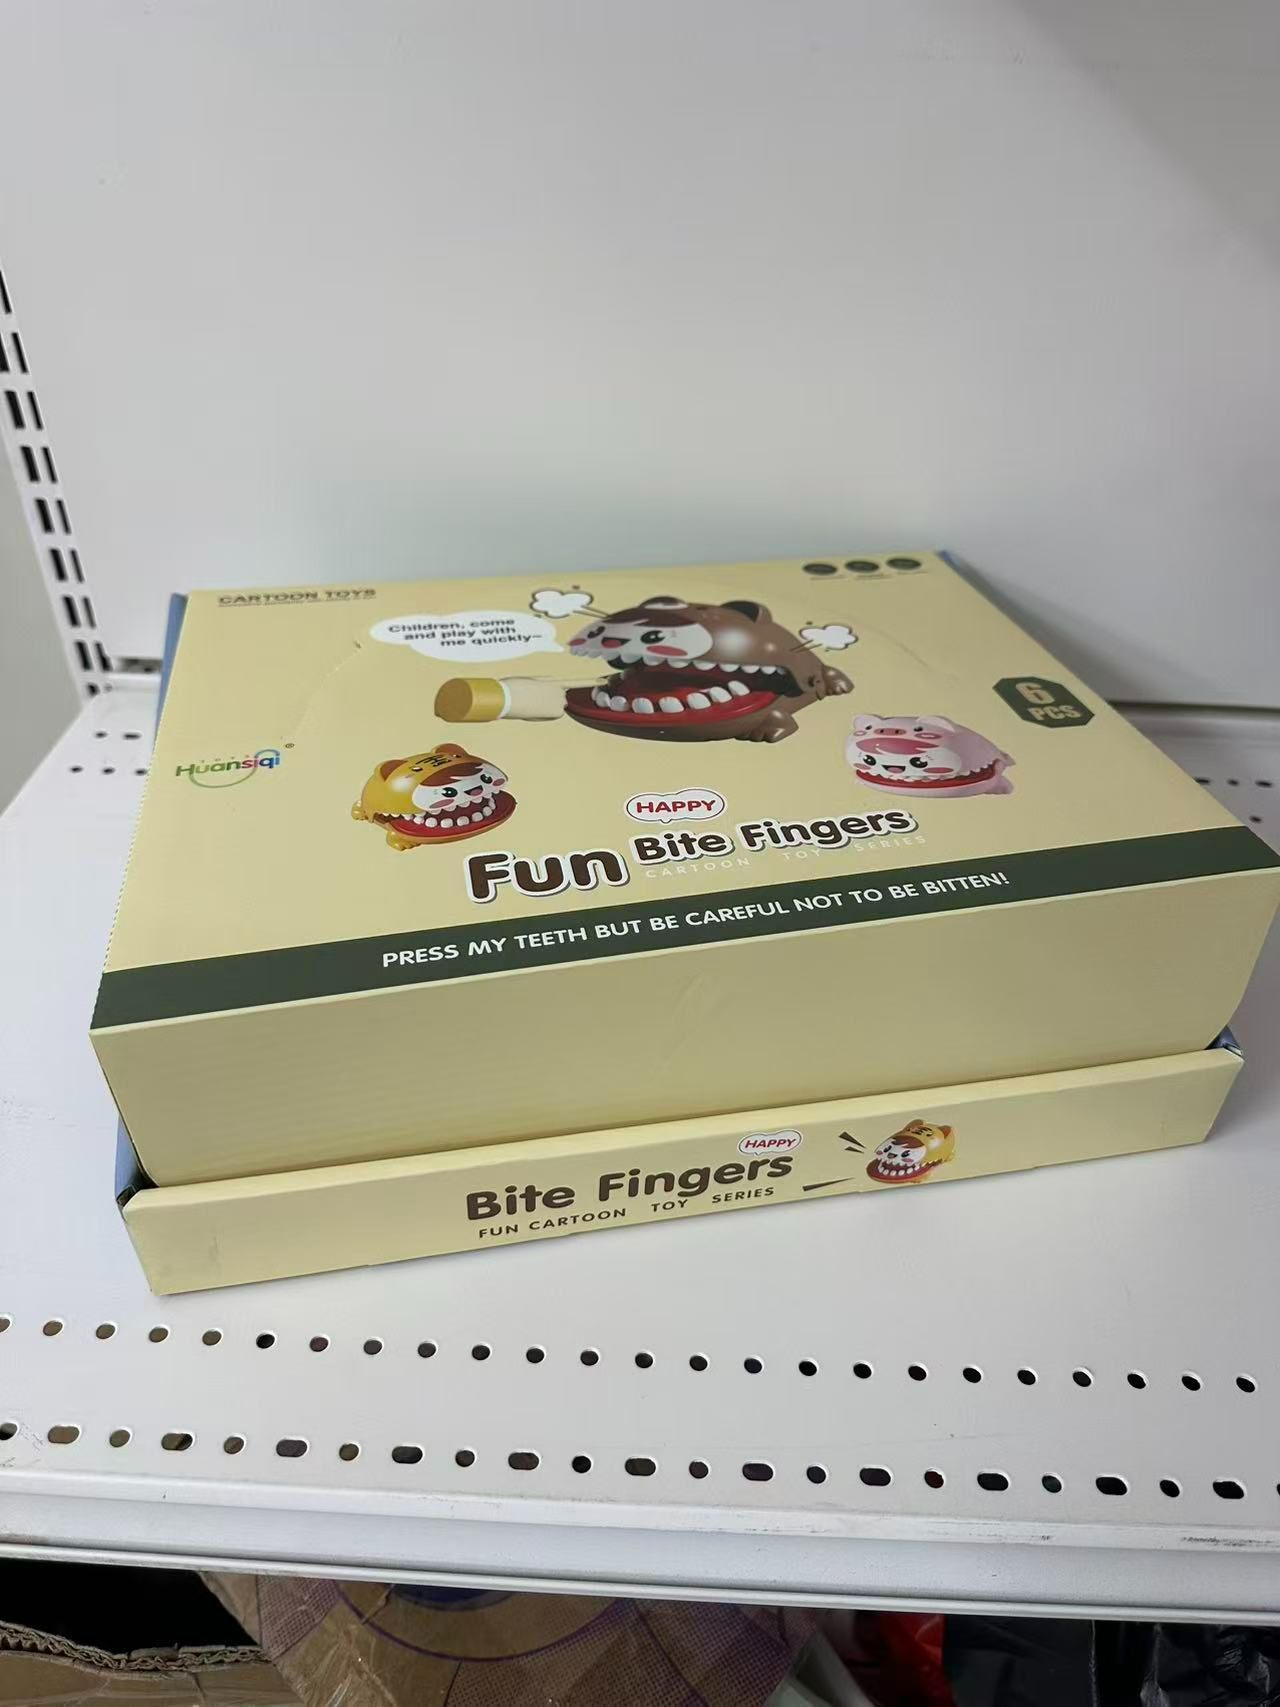 CARTOON TOYS
Children, come
and play with
me quickly~
6
PCS
TOYS
Huansiqi
®
HAPPY
Fun Bite Fingers
CARTOON TOY SERIES
PRESS MY TEETH BUT BE CAREFUL NOT TO BE BITTEN!
HAPPY
Bite Fingers
FUN CARTOON TOY SERIES